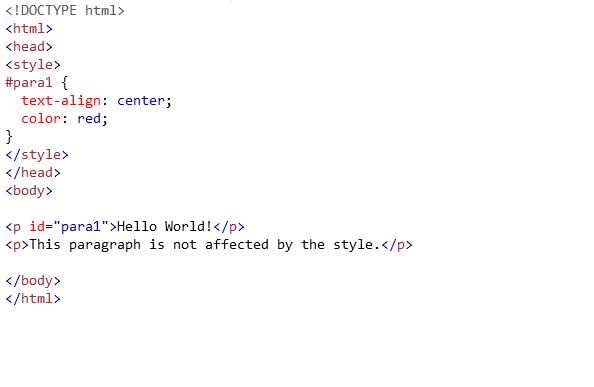 <!DOCTYPE html>
<html>
<head>
<style>
#para1 {
  text-align: center;
  color: red;
}
</style>
</head>
<body>

<p id="para1">Hello World!</p>
<p>This paragraph is not affected by the style.</p>

</body>
</html>